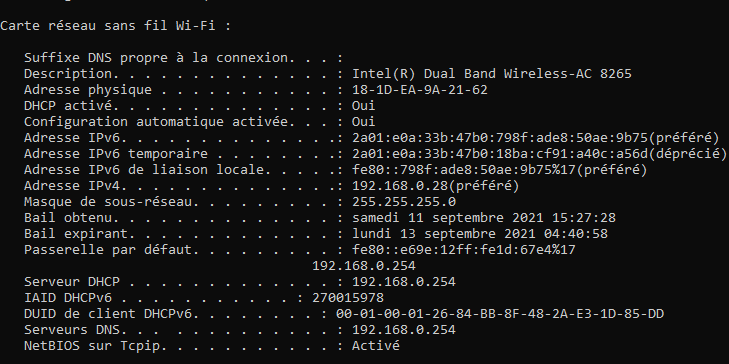 Carte réseau sans fil Wi-Fi :
Suffixe DNS propre à la connexion. . . :
Description. . . . . . . . . . . . . . : Intel(R) Dual Band Wireless-AC 8265
Adresse physique . . . . . . . . . . . : 18-1D-EA-9A-21-62
DHCP activé. . . . . . . . . . . . . . : Oui
Configuration automatique activée. . . : Oui
Adresse IPv6. . . . . . . . . . . . . .: 2a01:e0a:33b:47b0:798f:ade8:50ae:9b75(préféré)
Adresse IPv6 temporaire . . . . . . . .: 2a01:e0a:33b:47b0:18ba:cf91:a40c:a56d(déprécié)
Adresse IPv6 de liaison locale. . . . .: fe80::798f:ade8:50ae:9b75%17(préféré)
Adresse IPv4. . . . . . . . . . . . . .: 192.168.0.28(préféré)
Masque de sous-réseau. . . . . . . . . : 255.255.255.0
Bail obtenu. . . . . . . . . . . . . . : samedi 11 septembre 2021 15:27:28
Bail expirant. . . . . . . . . . . . . : lundi 13 septembre 2021 04:40:58
Passerelle par défaut. . . . . . . . . : fe80::e69e:12ff:fe1d:67e4%17
192.168.0.254
Serveur DHCP . . . . . . . . . . . . . : 192.168.0.254
IAID DHCPv6 . . . . . . . . . . . : 270015978
DUID de client DHCPv6. . . . . . . . : 00-01-00-01-26-84-BB-8F-48-2A-E3-1D-85-DD
Serveurs DNS. . . . . . . . . . . . . : 192.168.0.254
NetBIOS sur Tcpip. . . . . . . . . . . : Activé